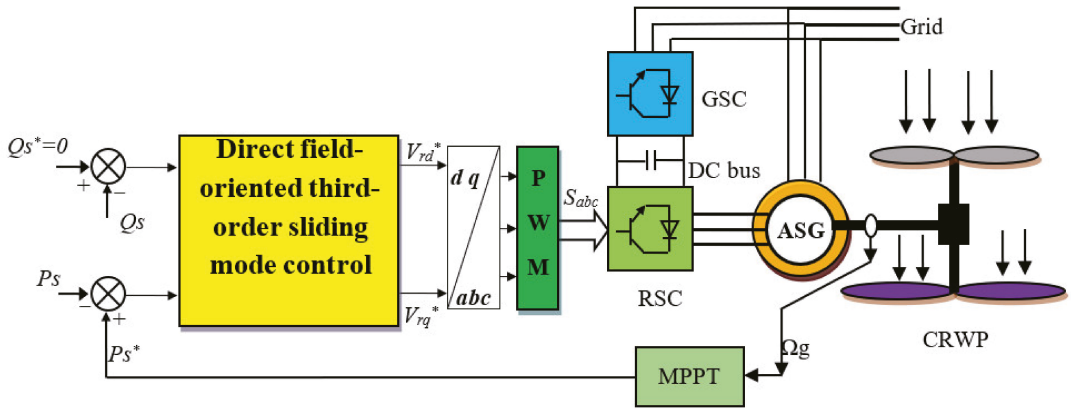 Grid
GSC
Qs*=0
+
−
Qs
Direct field-
oriented third-
order sliding
mode control
Vrd*
d q
abc
P
W
M
Sabc
DC bus
RSC
ASG
Ps
−
+
Vrq*
Ps*
Ωg
MPPT
CRWP